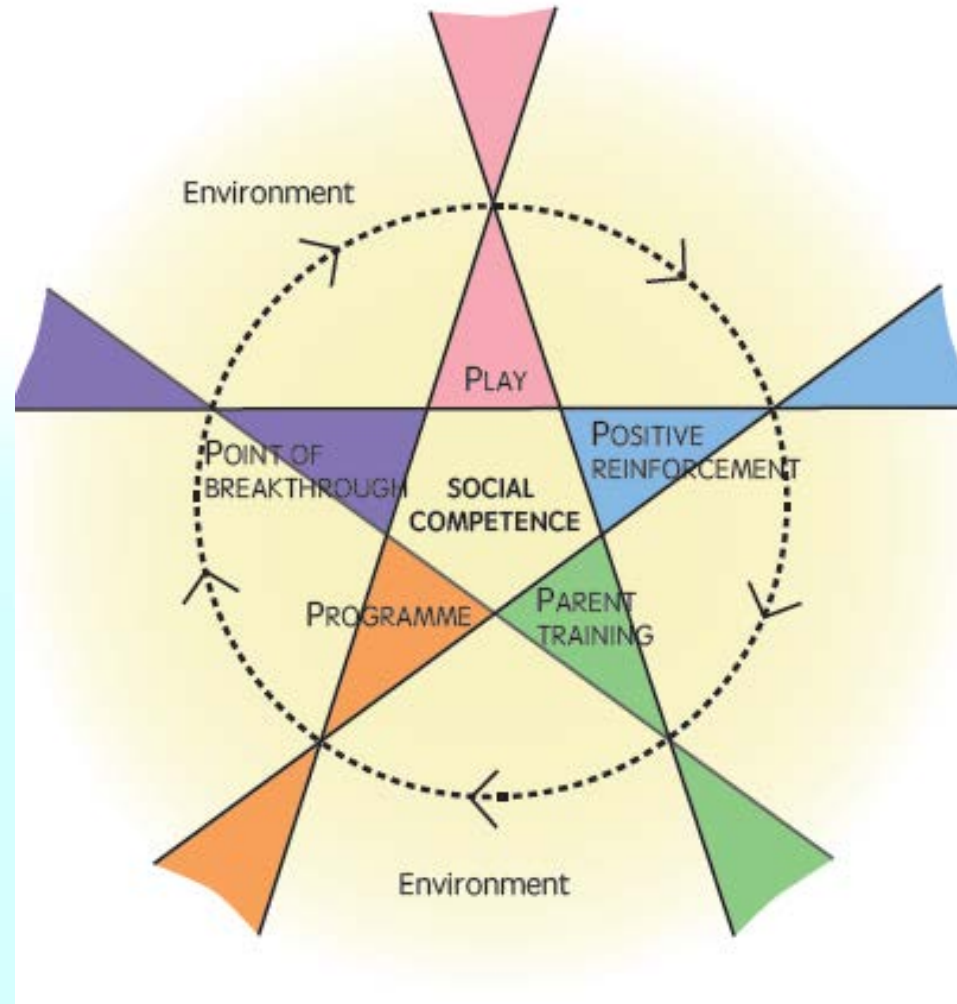 Environment
PLAY
POSITIVE
REINFORCEMENT
POINT OF
BREAKTHROUGH
SOCIAL
COMPETENCE
PROGRAMME
PARENT
TRAINING
Environment